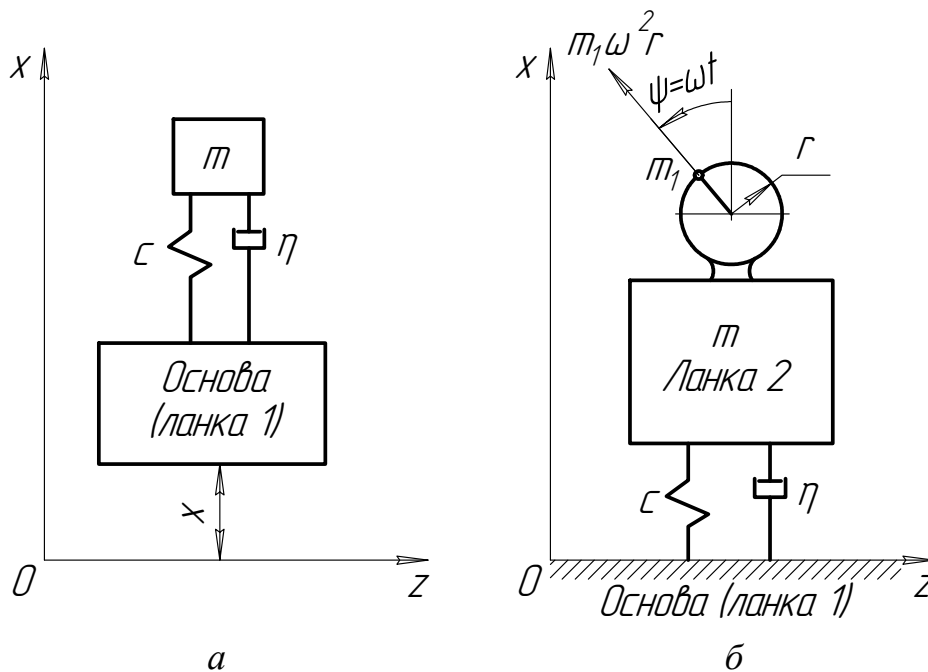 x
m
c
η
Основа
(ланка 1)
x
0
z
а
m₁ω²r
x
ψ=ωt
r
m₁
m
Ланка 2
c
η
0
z
Основа (ланка 1)
б